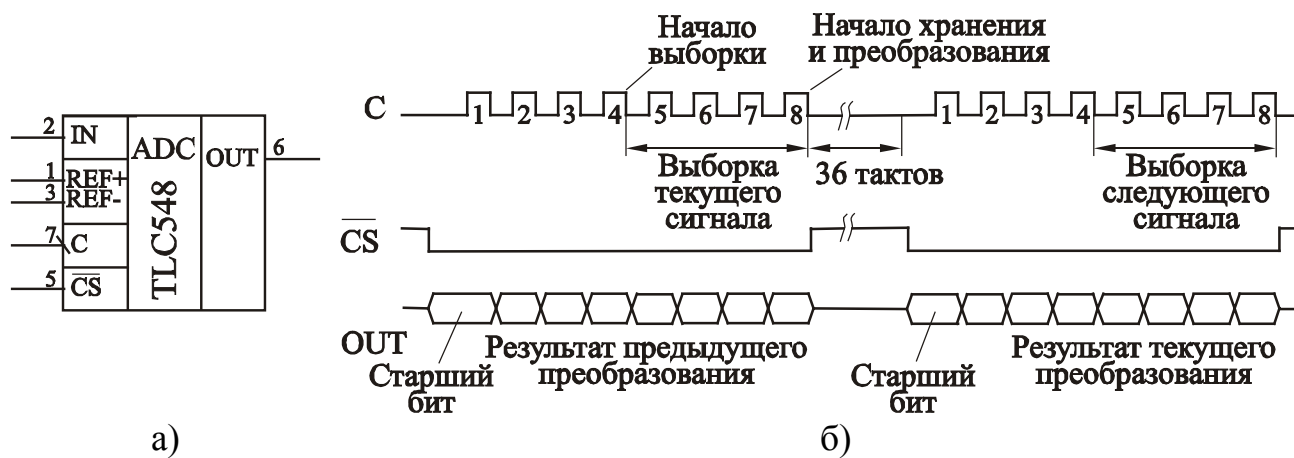 2
IN
1
REF+
3
REF-
7
C
5
CS
ADC
TLC548
OUT
6
Начало
выборки
Начало хранения
и преобразования
C
1 2 3 4 5 6 7 8
1 2 3 4 5 6 7 8
Выборка
текущего
сигнала
36 тактов
Выборка
следующего
сигнала
CS
OUT
Старший
бит
Результат предыдущего
преобразования
Старший
бит
Результат текущего
преобразования
а)
б)